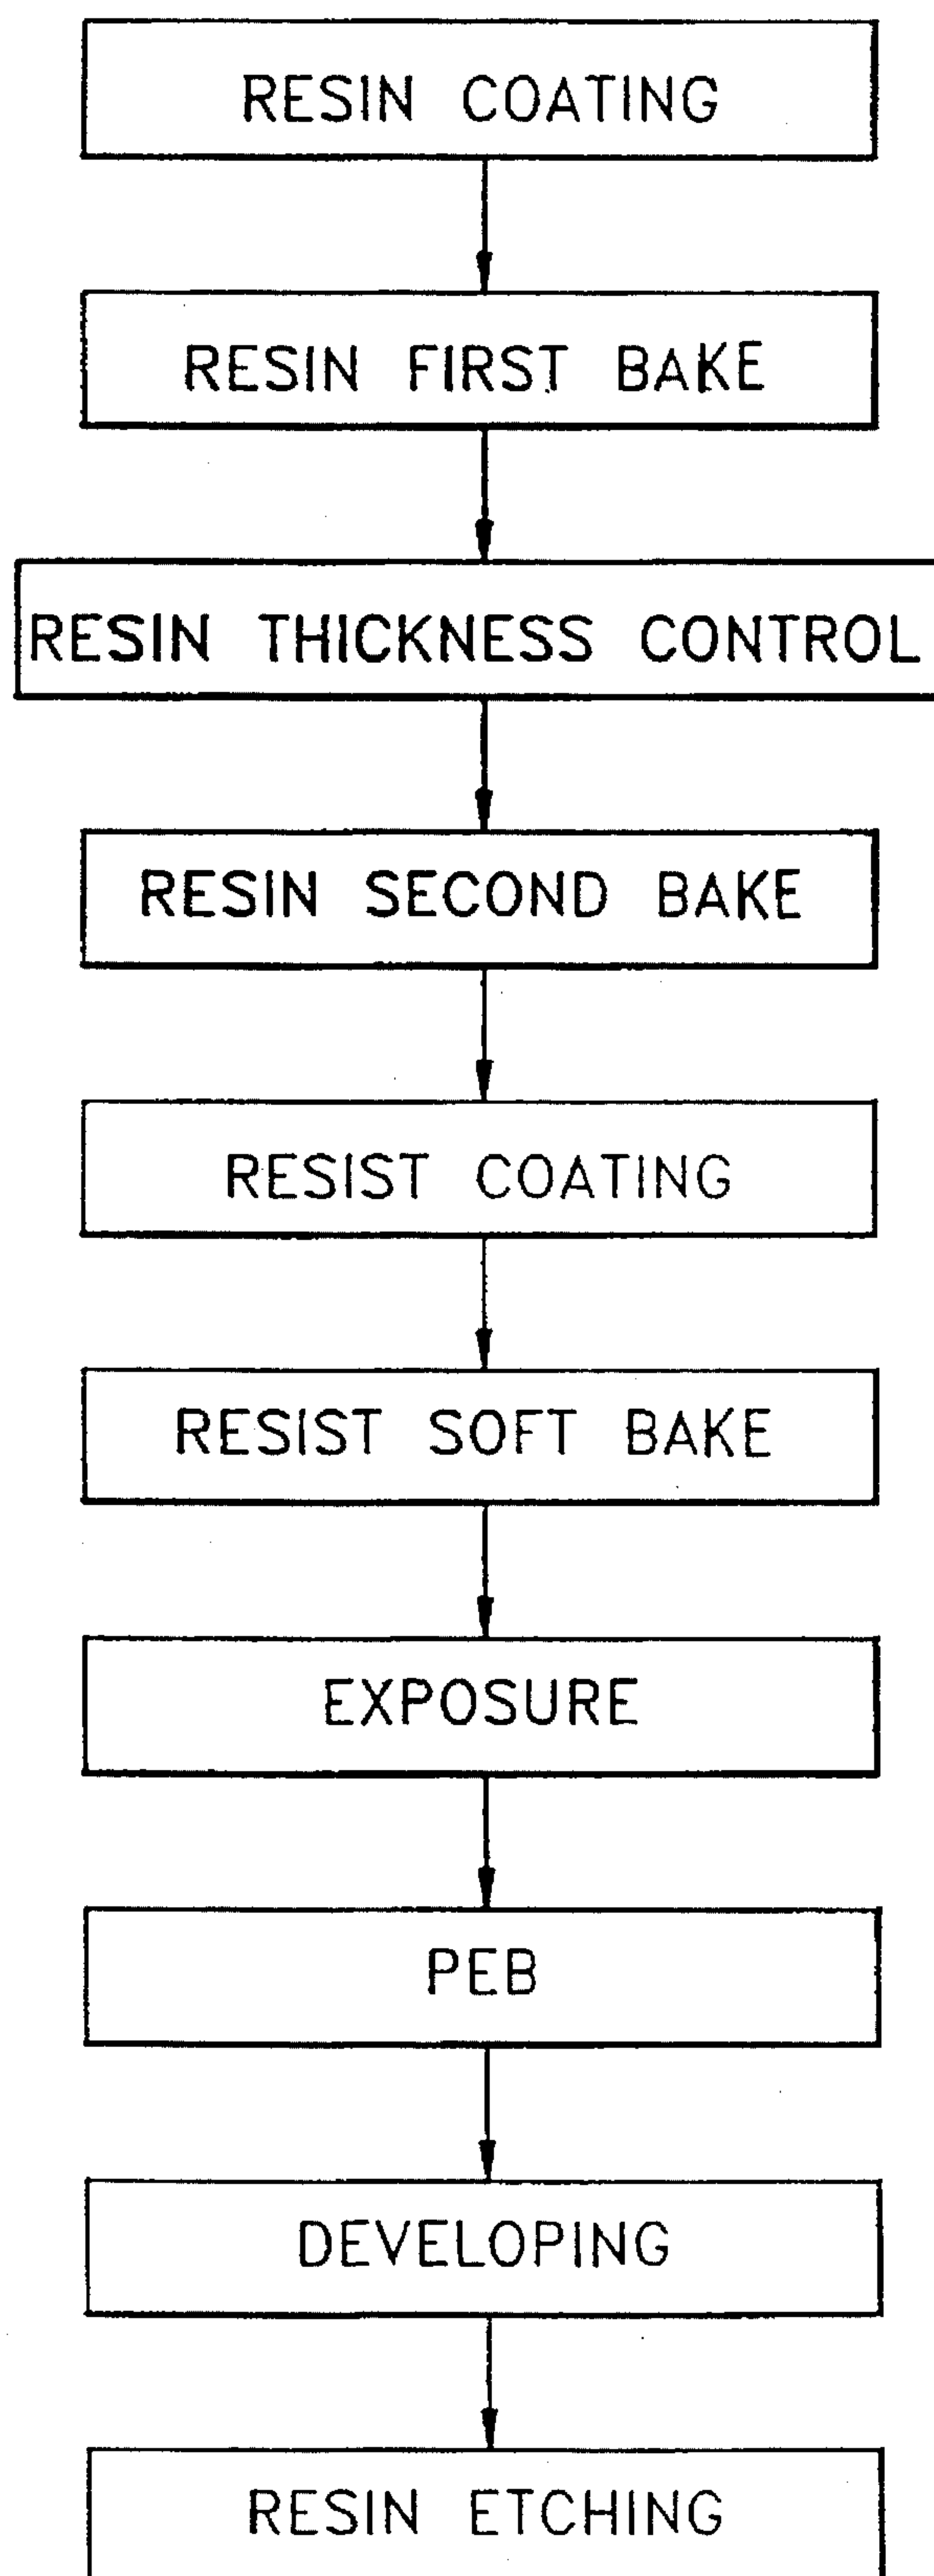 RESIN COATING
RESIN FIRST BAKE
RESIN THICKNESS CONTROL
RESIN SECOND BAKE
RESIST COATING
RESIST SOFT BAKE
EXPOSURE
PEB
DEVELOPING
RESIN ETCHING